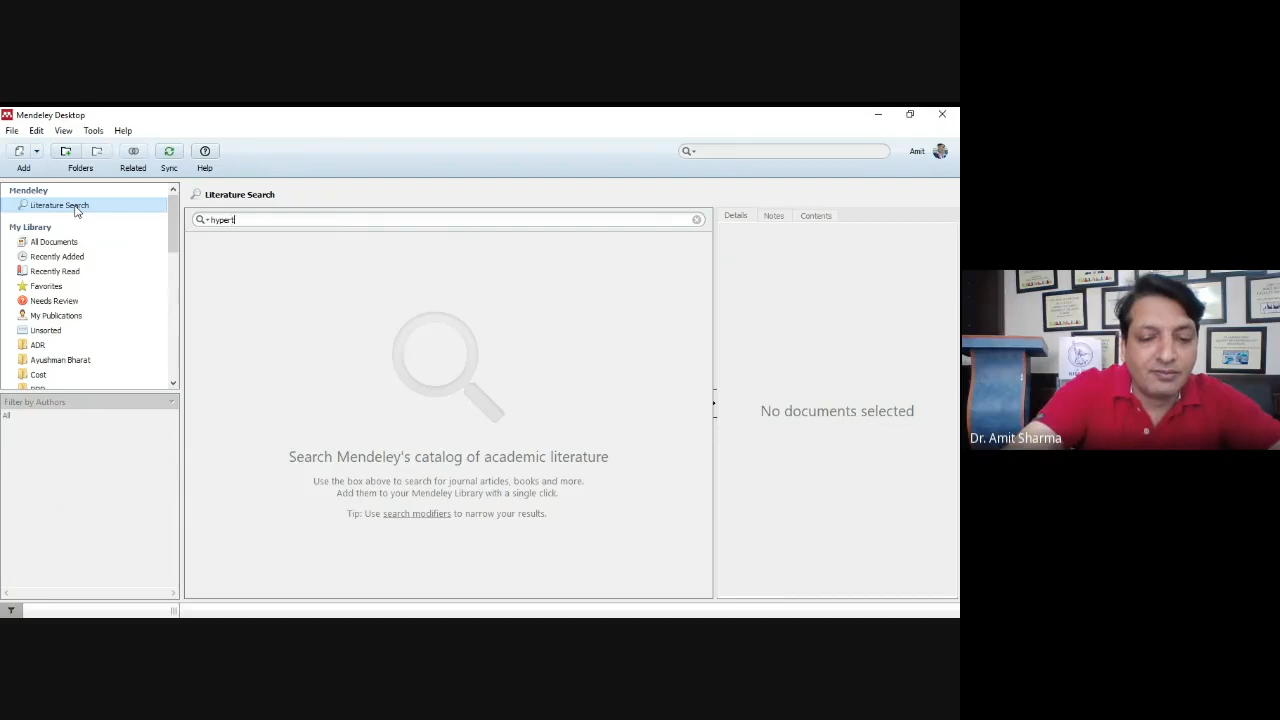 Mendeley Desktop
File Edit View Tools Help
Add Folders Related Sync Help
Amit
Mendeley
Literature Search
My Library
All Documents
Recently Added
Recently Read
Favorites
Needs Review
My Publications
Unsorted
ADR
Ayushman Bharat
Cost
Filter by Authors
All
Literature Search
hypert
Search Mendeley's catalog of academic literature
Use the box above to search for journal articles, books and more.
Add them to your Mendeley Library with a single click.
Tip: Use search modifiers to narrow your results.
Details Notes Contents
No documents selected
Dr. Amit Sharma